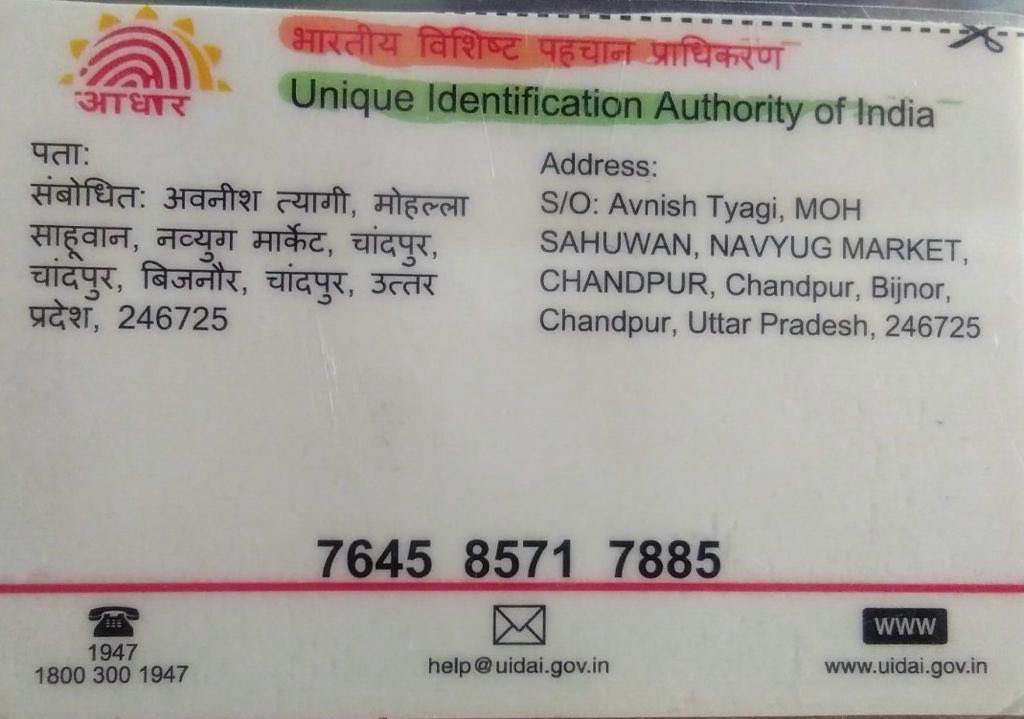 आधार
भारतीय विशिष्ट पहचान प्राधिकरण
Unique Identification Authority of India
पता:
संबोधित: अवनीश त्यागी, मोहल्ला
साहूवान, नव्युग मार्केट, चांदपुर,
चांदपुर, बिजनौर, चांदपुर, उत्तर
प्रदेश, 246725
Address:
S/O: Avnish Tyagi, MOH
SAHUWAN, NAVYUG MARKET,
CHANDPUR, Chandpur, Bijnor,
Chandpur, Uttar Pradesh, 246725
7645 8571 7885
1947
1800 300 1947
help@uidai.gov.in
WWW
www.uidai.gov.in